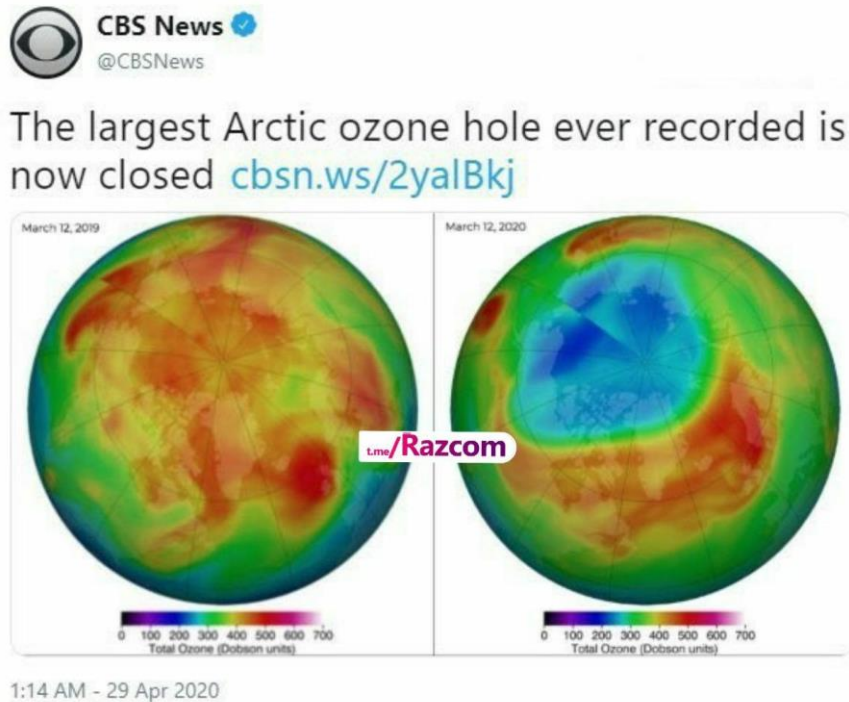 CBS News
@CBSNews
The largest Arctic ozone hole ever recorded is
now closed cbsn.ws/2yalBkj
March 12, 2019
March 12, 2020
t.me/Razcom
0 100 200 300 400 500 600 700
Total Ozone (Dobson units)
0 100 200 300 400 500 600 700
Total Ozone (Dobson units)
1:14 AM - 29 Apr 2020